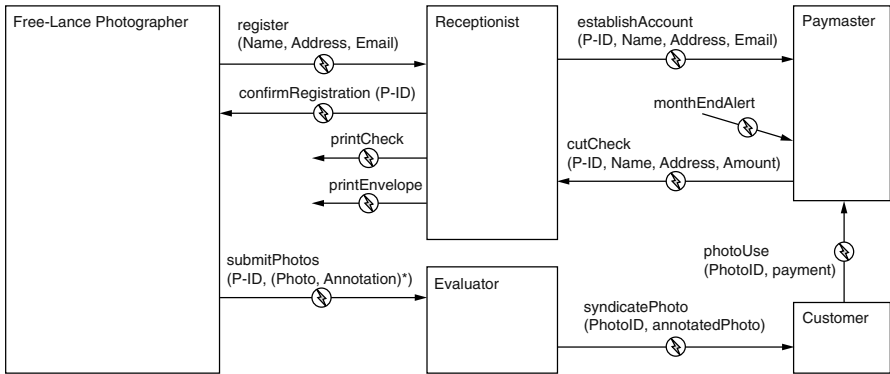 Free-Lance Photographer
register
(Name, Address, Email)
Receptionist
establishAccount
(P-ID, Name, Address, Email)
Paymaster
confirmRegistration (P-ID)
monthEndAlert
printCheck
cutCheck
(P-ID, Name, Address, Amount)
printEnvelope
submitPhotos
(P-ID, (Photo, Annotation)*)
Evaluator
photoUse
(PhotoID, payment)
syndicatePhoto
(PhotoID, annotatedPhoto)
Customer